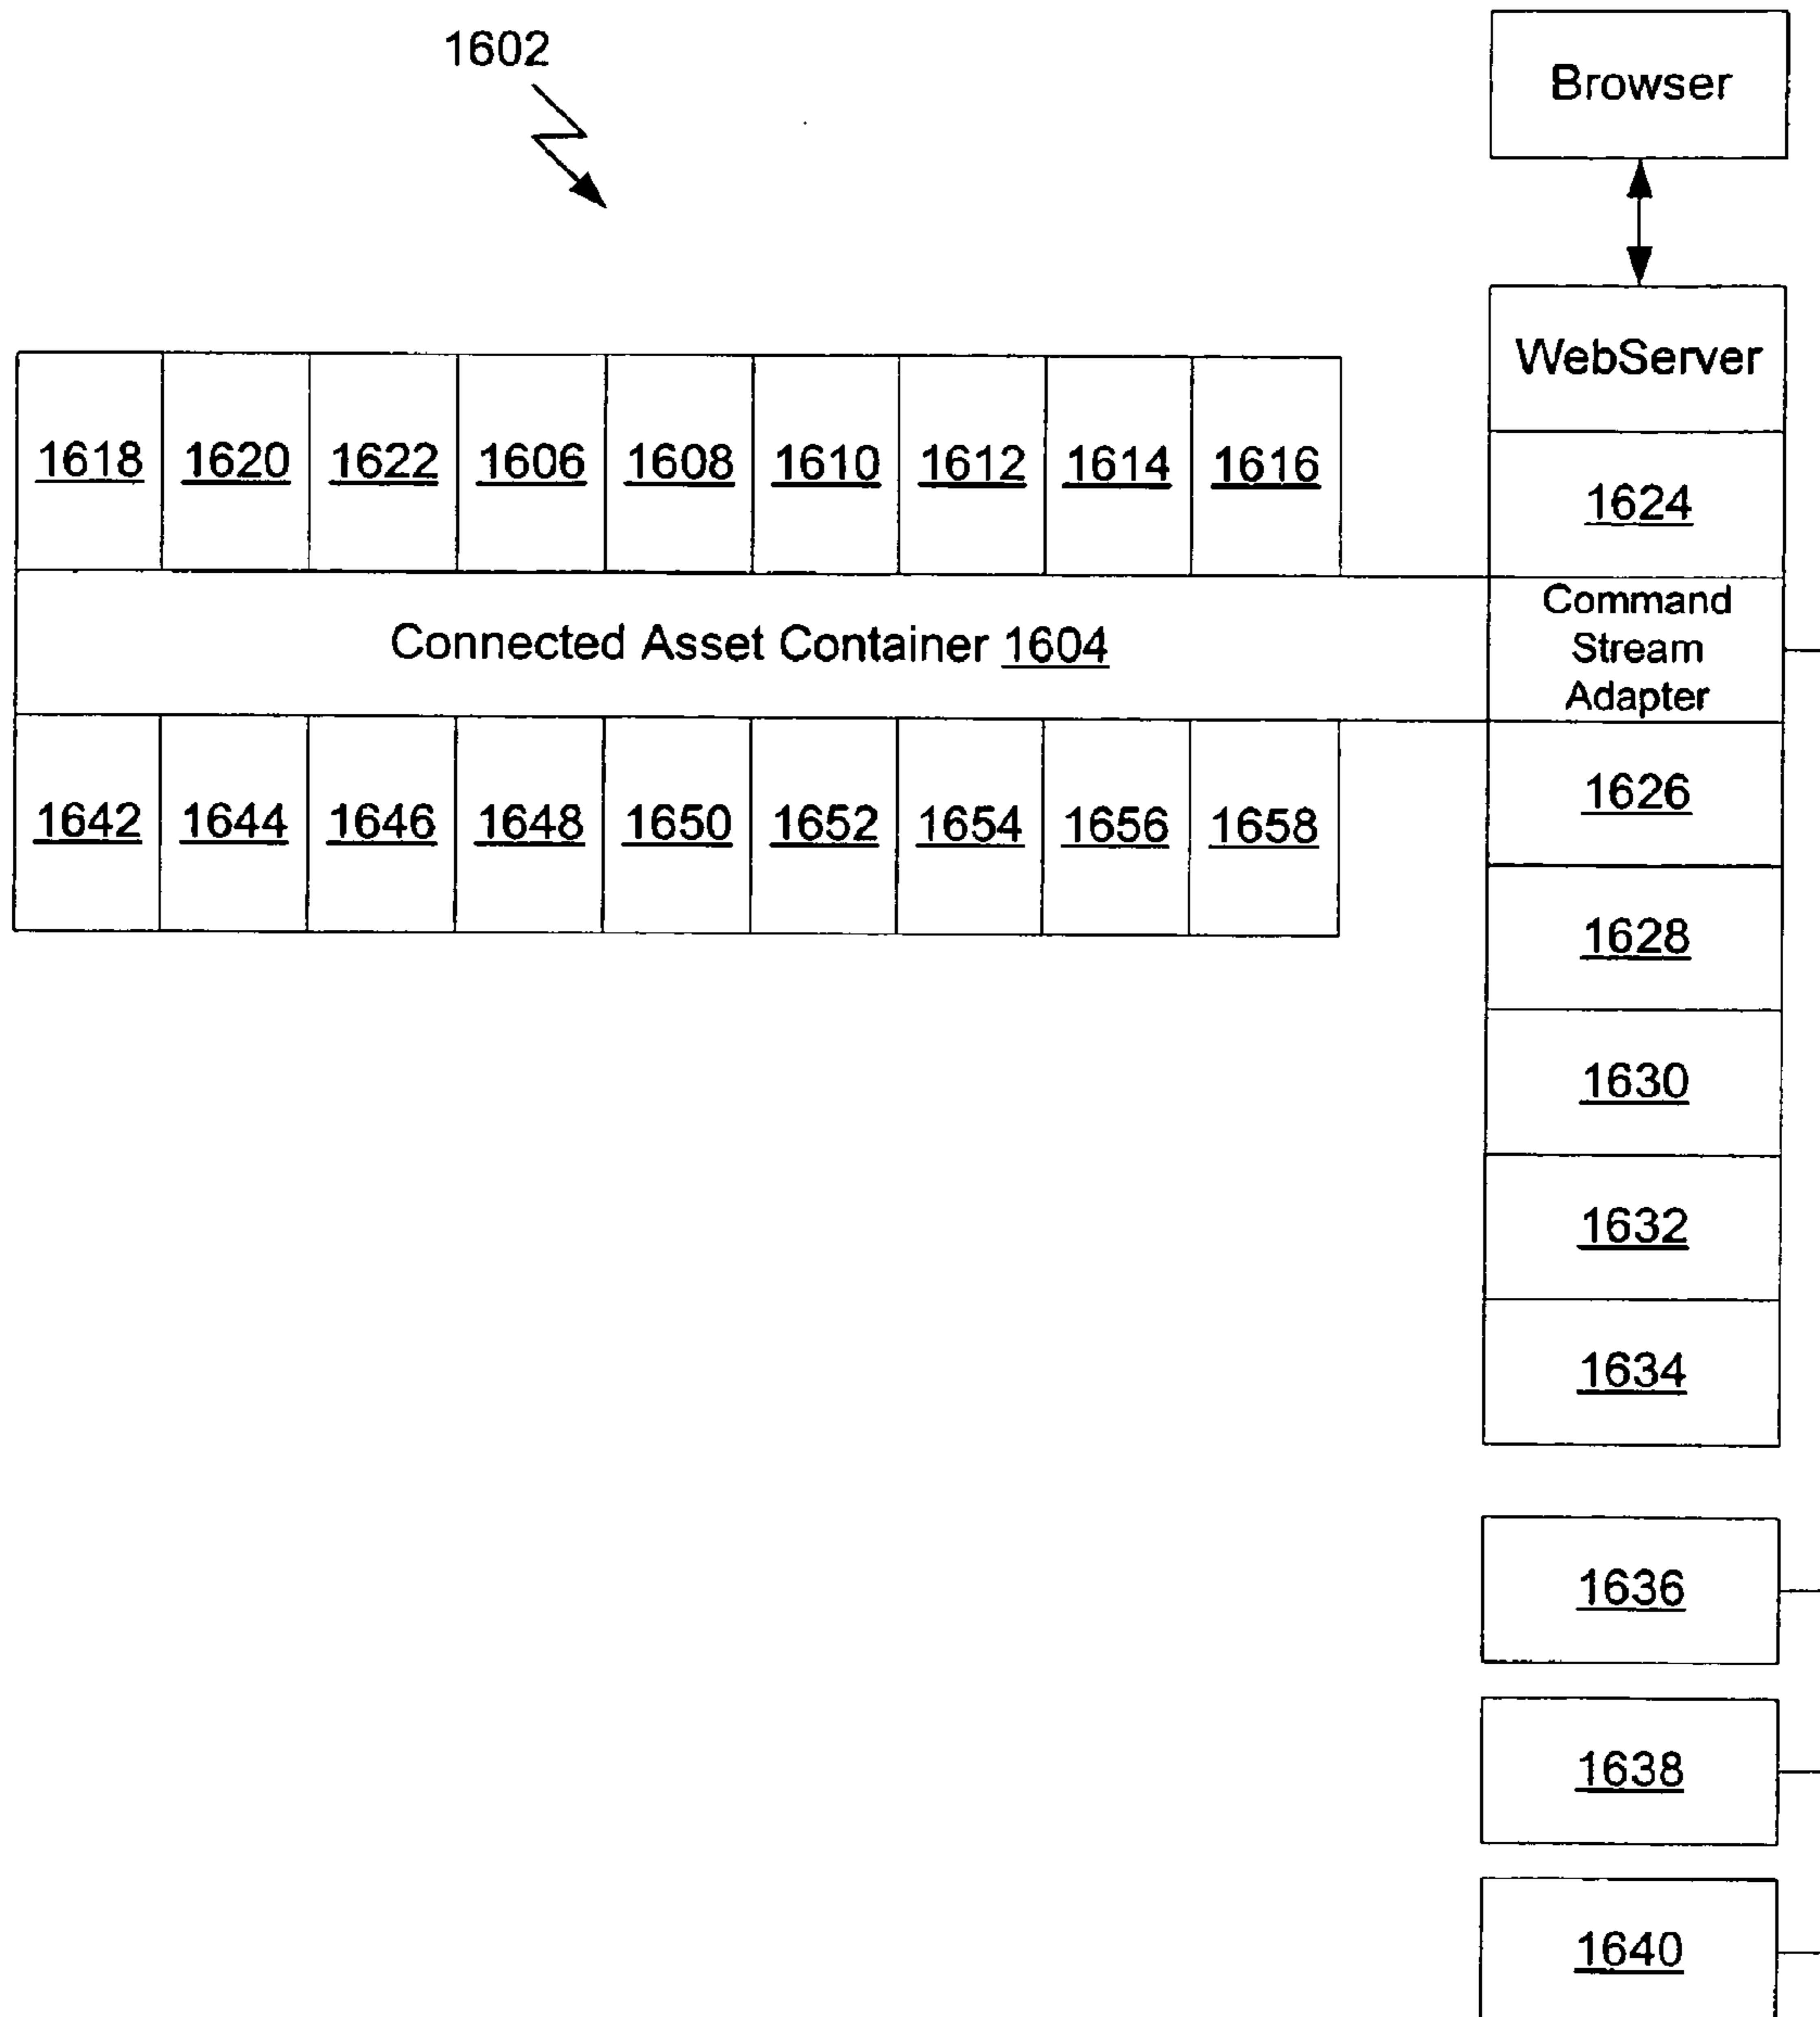 1602
Browser
WebServer
1618 1620 1622 1606 1608 1610 1612 1614 1616
1624
Connected Asset Container 1604
Command
Stream
Adapter
1642 1644 1646 1648 1650 1652 1654 1656 1658
1626
1628
1630
1632
1634
1636
1638
1640